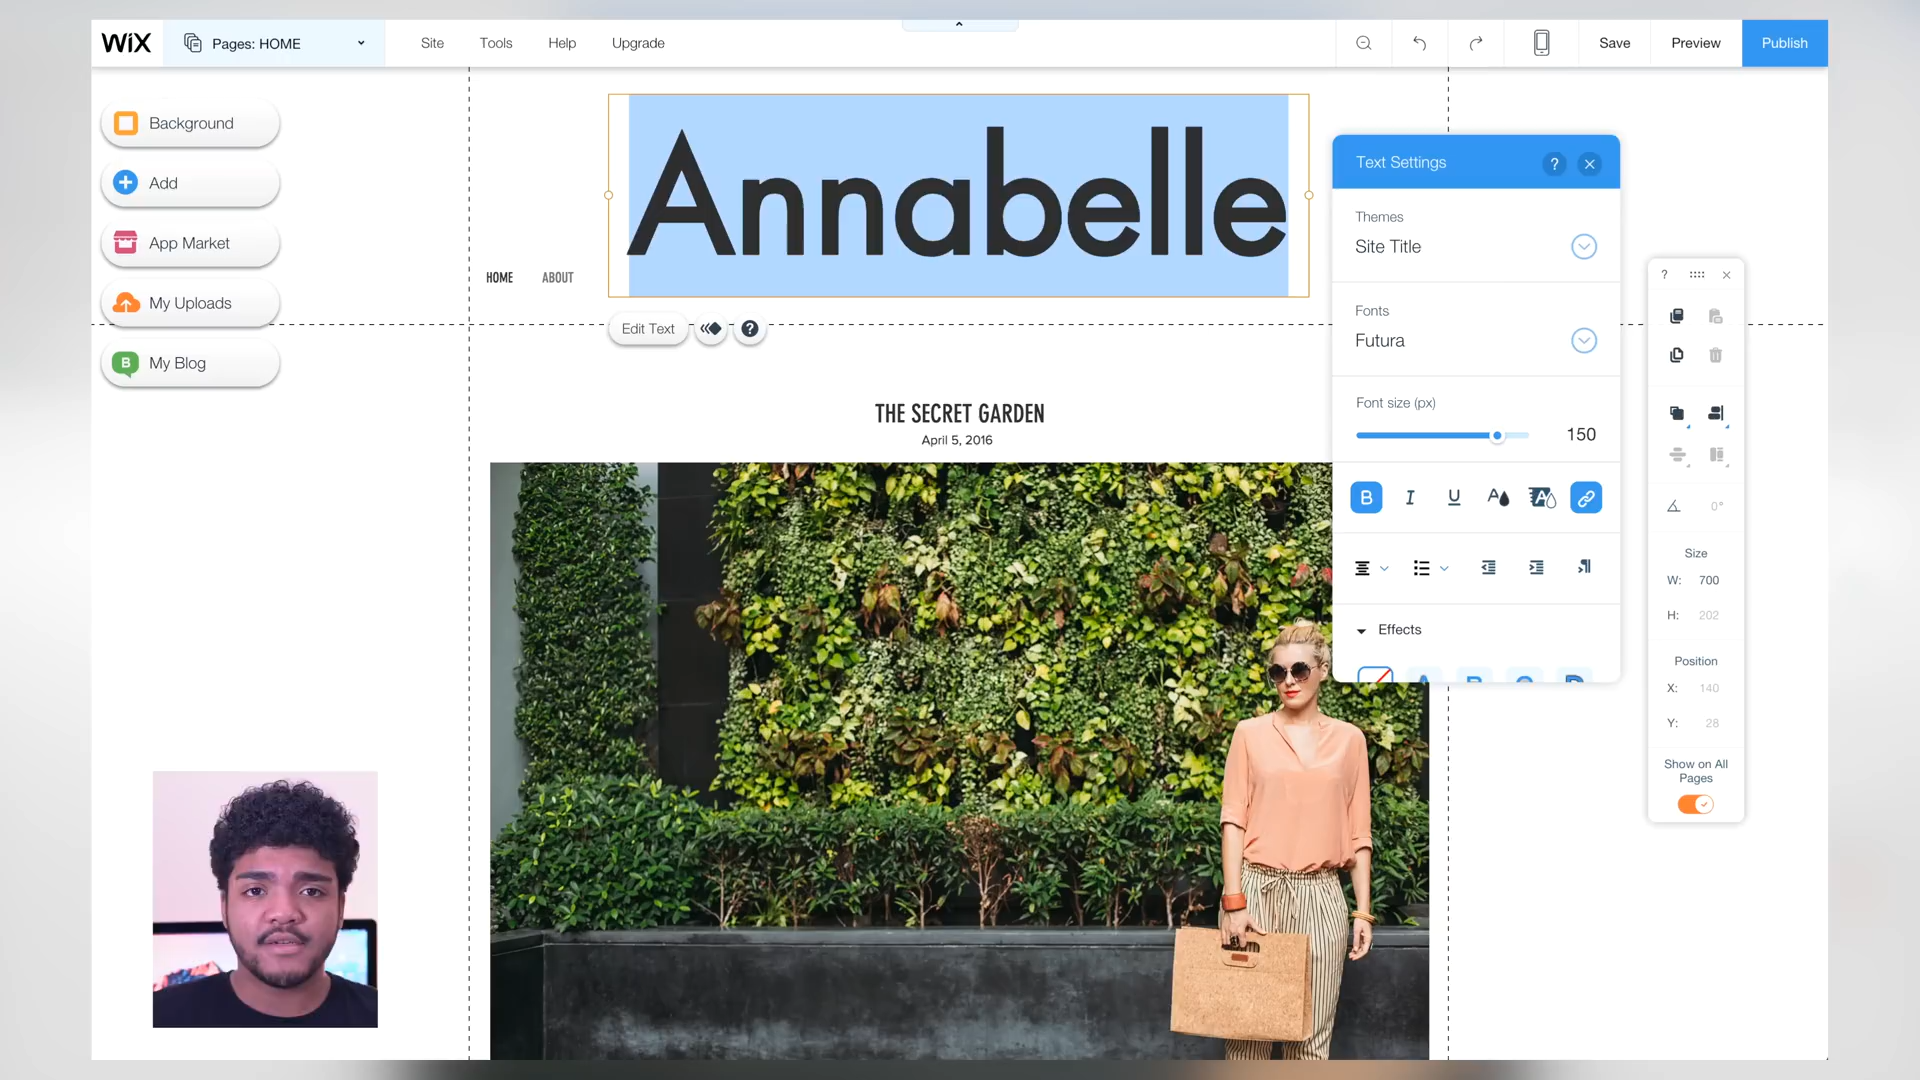 WiX
Pages: HOME
Site
Tools
Help
Upgrade
Save
Preview
Publish
Background
Add
App Market
My Uploads
My Blog
B
Annabelle
HOME
ABOUT
Edit Text
?
THE SECRET GARDEN
April 5, 2016
Text Settings
?
Themes
Site Title
Fonts
Futura
Font size (px)
150
B I U A A
Effects
?
0°
Size
W: 700
H: 202
Position
X: 140
Y: 28
Show on All
Pages